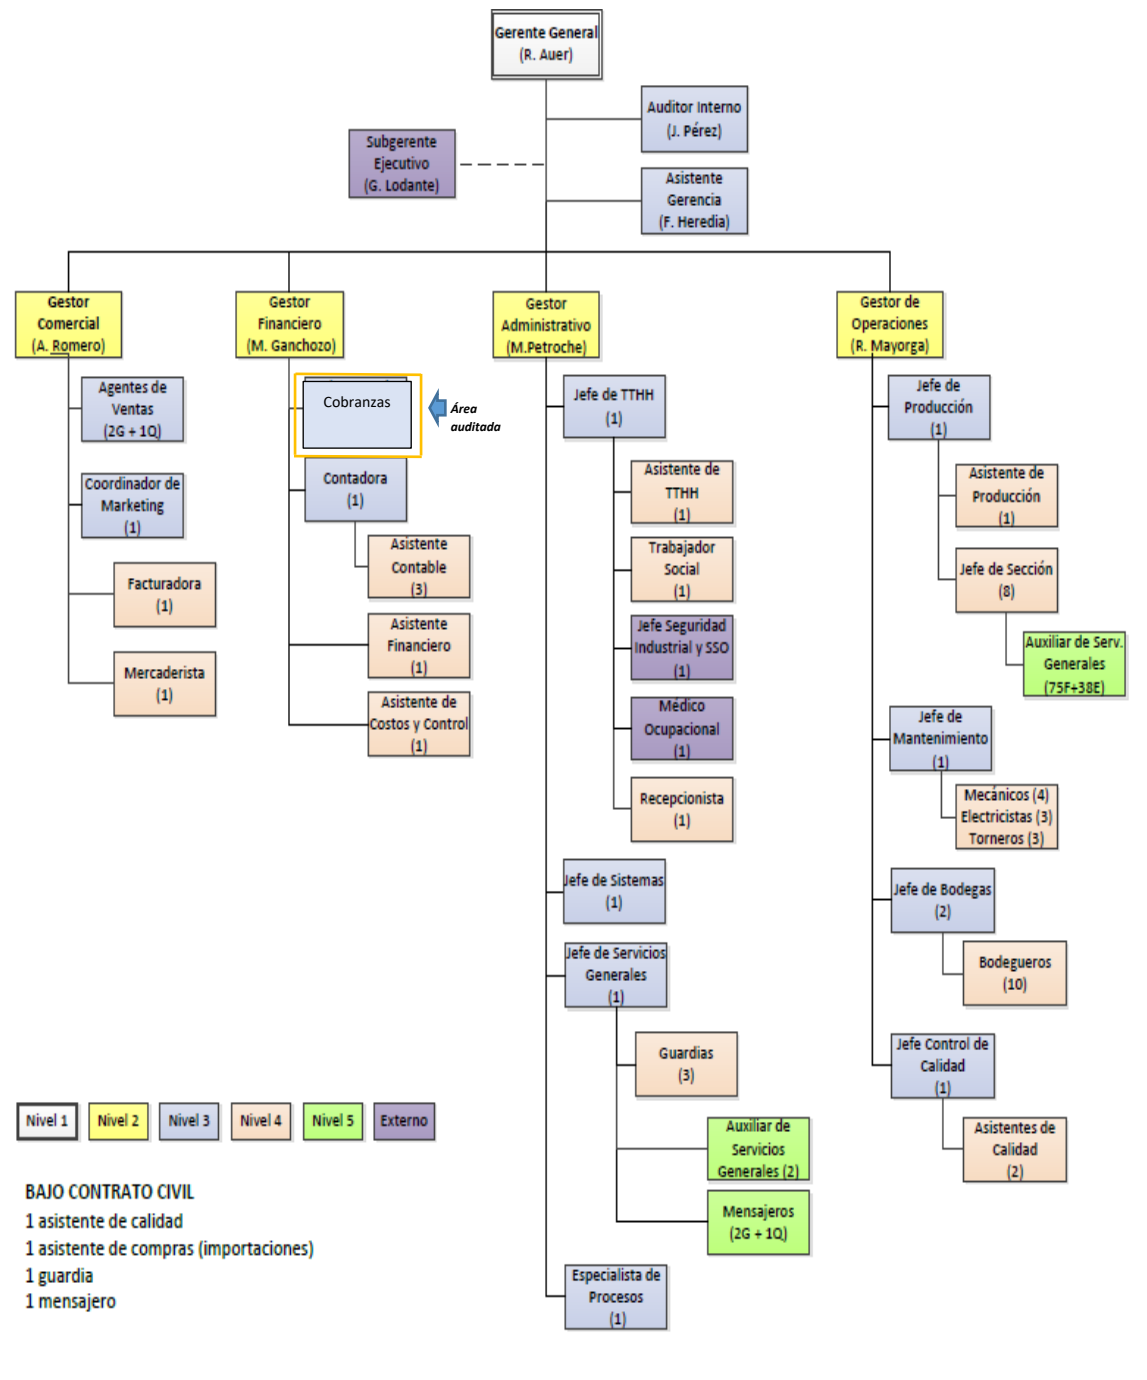 Gerente General
(R. Auer)
Auditor Interno
(J. Pérez)
Subgerente
Ejecutivo
(G. Lodante)
Asistente
Gerencia
(F. Heredia)
Gestor
Comercial
(A. Romero)
Gestor
Financiero
(M. Ganchozo)
Gestor
Administrativo
(M.Petroche)
Gestor de
Operaciones
(R. Mayorga)
Agentes de
Ventas
(2G + 1Q)
Coordinador de
Marketing
(1)
Facturadora
(1)
Mercaderista
(1)
Cobranzas
Área
auditada
Contadora
(1)
Asistente
Contable
(3)
Asistente
Financiero
(1)
Asistente de
Costos y Control
(1)
Jefe de TTHH
(1)
Asistente de
TTHH
(1)
Trabajador
Social
(1)
Jefe Seguridad
Industrial y SSO
(1)
Médico
Ocupacional
(1)
Recepcionista
(1)
Jefe de Sistemas
(1)
Jefe de Servicios
Generales
(1)
Guardias
(3)
Auxiliar de
Servicios
Generales (2)
Mensajeros
(2G + 1Q)
Especialista de
Procesos
(1)
Jefe de
Producción
(1)
Asistente de
Producción
(1)
Jefe de Sección
(8)
Auxiliar de Serv.
Generales
(75F+38E)
Jefe de
Mantenimiento
(1)
Mecánicos (4)
Electricistas (3)
Torneros (3)
Jefe de Bodegas
(2)
Bodegueros
(10)
Jefe Control de
Calidad
(1)
Asistentes de
Calidad
(2)
Nivel 1
Nivel 2
Nivel 3
Nivel 4
Nivel 5
Externo
BAJO CONTRATO CIVIL
1 asistente de calidad
1 asistente de compras (importaciones)
1 guardia
1 mensajero